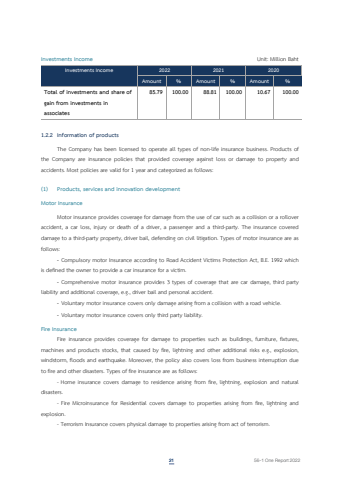 Investments Income Unit: Million Baht
Investments Income 2022 2021 2020
Amount % Amount % Amount %
Total of Investments and share of 85.79 100.00 88.81 100.00 10.67 100.00
gain from investments in
associates
1.2.2 Information of products
The Company has been licensed to operate all types of non-life insurance business. Products of
the Company are insurance policies that provided coverage against loss or damage to property and
accidents. Most policies are valid for 1 year and categorized as follows:
(1) Products, services and innovation development
Motor Insurance
Motor insurance provides coverage for damage from the use of car such as a collision or a rollover
accident, a car loss, injury or death of a driver, a passenger and a third-party. The insurance covered
damage to a third-party property, driver bail, defending on civil litigation. Types of motor insurance are as
follows:
- Compulsory motor insurance according to Road Accident Victims Protection Act, B.E. 1992 which
is defined the owner to provide a car insurance for a victim.
- Comprehensive motor insurance provides 3 types of coverage that are car damage, third party
liability and additional coverage, e.g., driver bail and personal accident.
- Voluntary motor insurance covers only damage arising from a collision with a road vehicle.
- Voluntary motor insurance covers only third party liability.
Fire Insurance
Fire insurance provides coverage for damage to properties such as buildings, furniture, fixtures,
machines and products stocks, that caused by fire, lightning and other additional risks e.g., explosion,
windstorm, floods and earthquake. Moreover, the policy also covers loss from business interruption due
to fire and other disasters. Types of fire insurance are as follows:
- Home insurance covers damage to residence arising from fire, lightning, explosion and natural
disasters.
- Fire Microinsurance for Residential covers damage to properties arising from fire, lightning and
explosion.
- Terrorism Insurance covers physical damage to properties arising from act of terrorism.
21 56-1 One-Report 2022